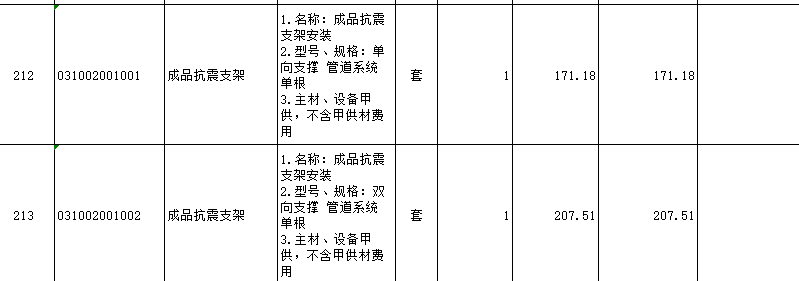 212
031002001001
成品抗震支架
1.名称：成品抗震
支架安装
2.型号、规格：单
向支撑 管道系统
单根
3.主材、设备甲
供，不含甲供材费
用
套
1
171.18
171.18
213
031002001002
成品抗震支架
1.名称：成品抗震
支架安装
2.型号、规格：双
向支撑 管道系统
单根
3.主材、设备甲
供，不含甲供材费
用
套
1
207.51
207.51